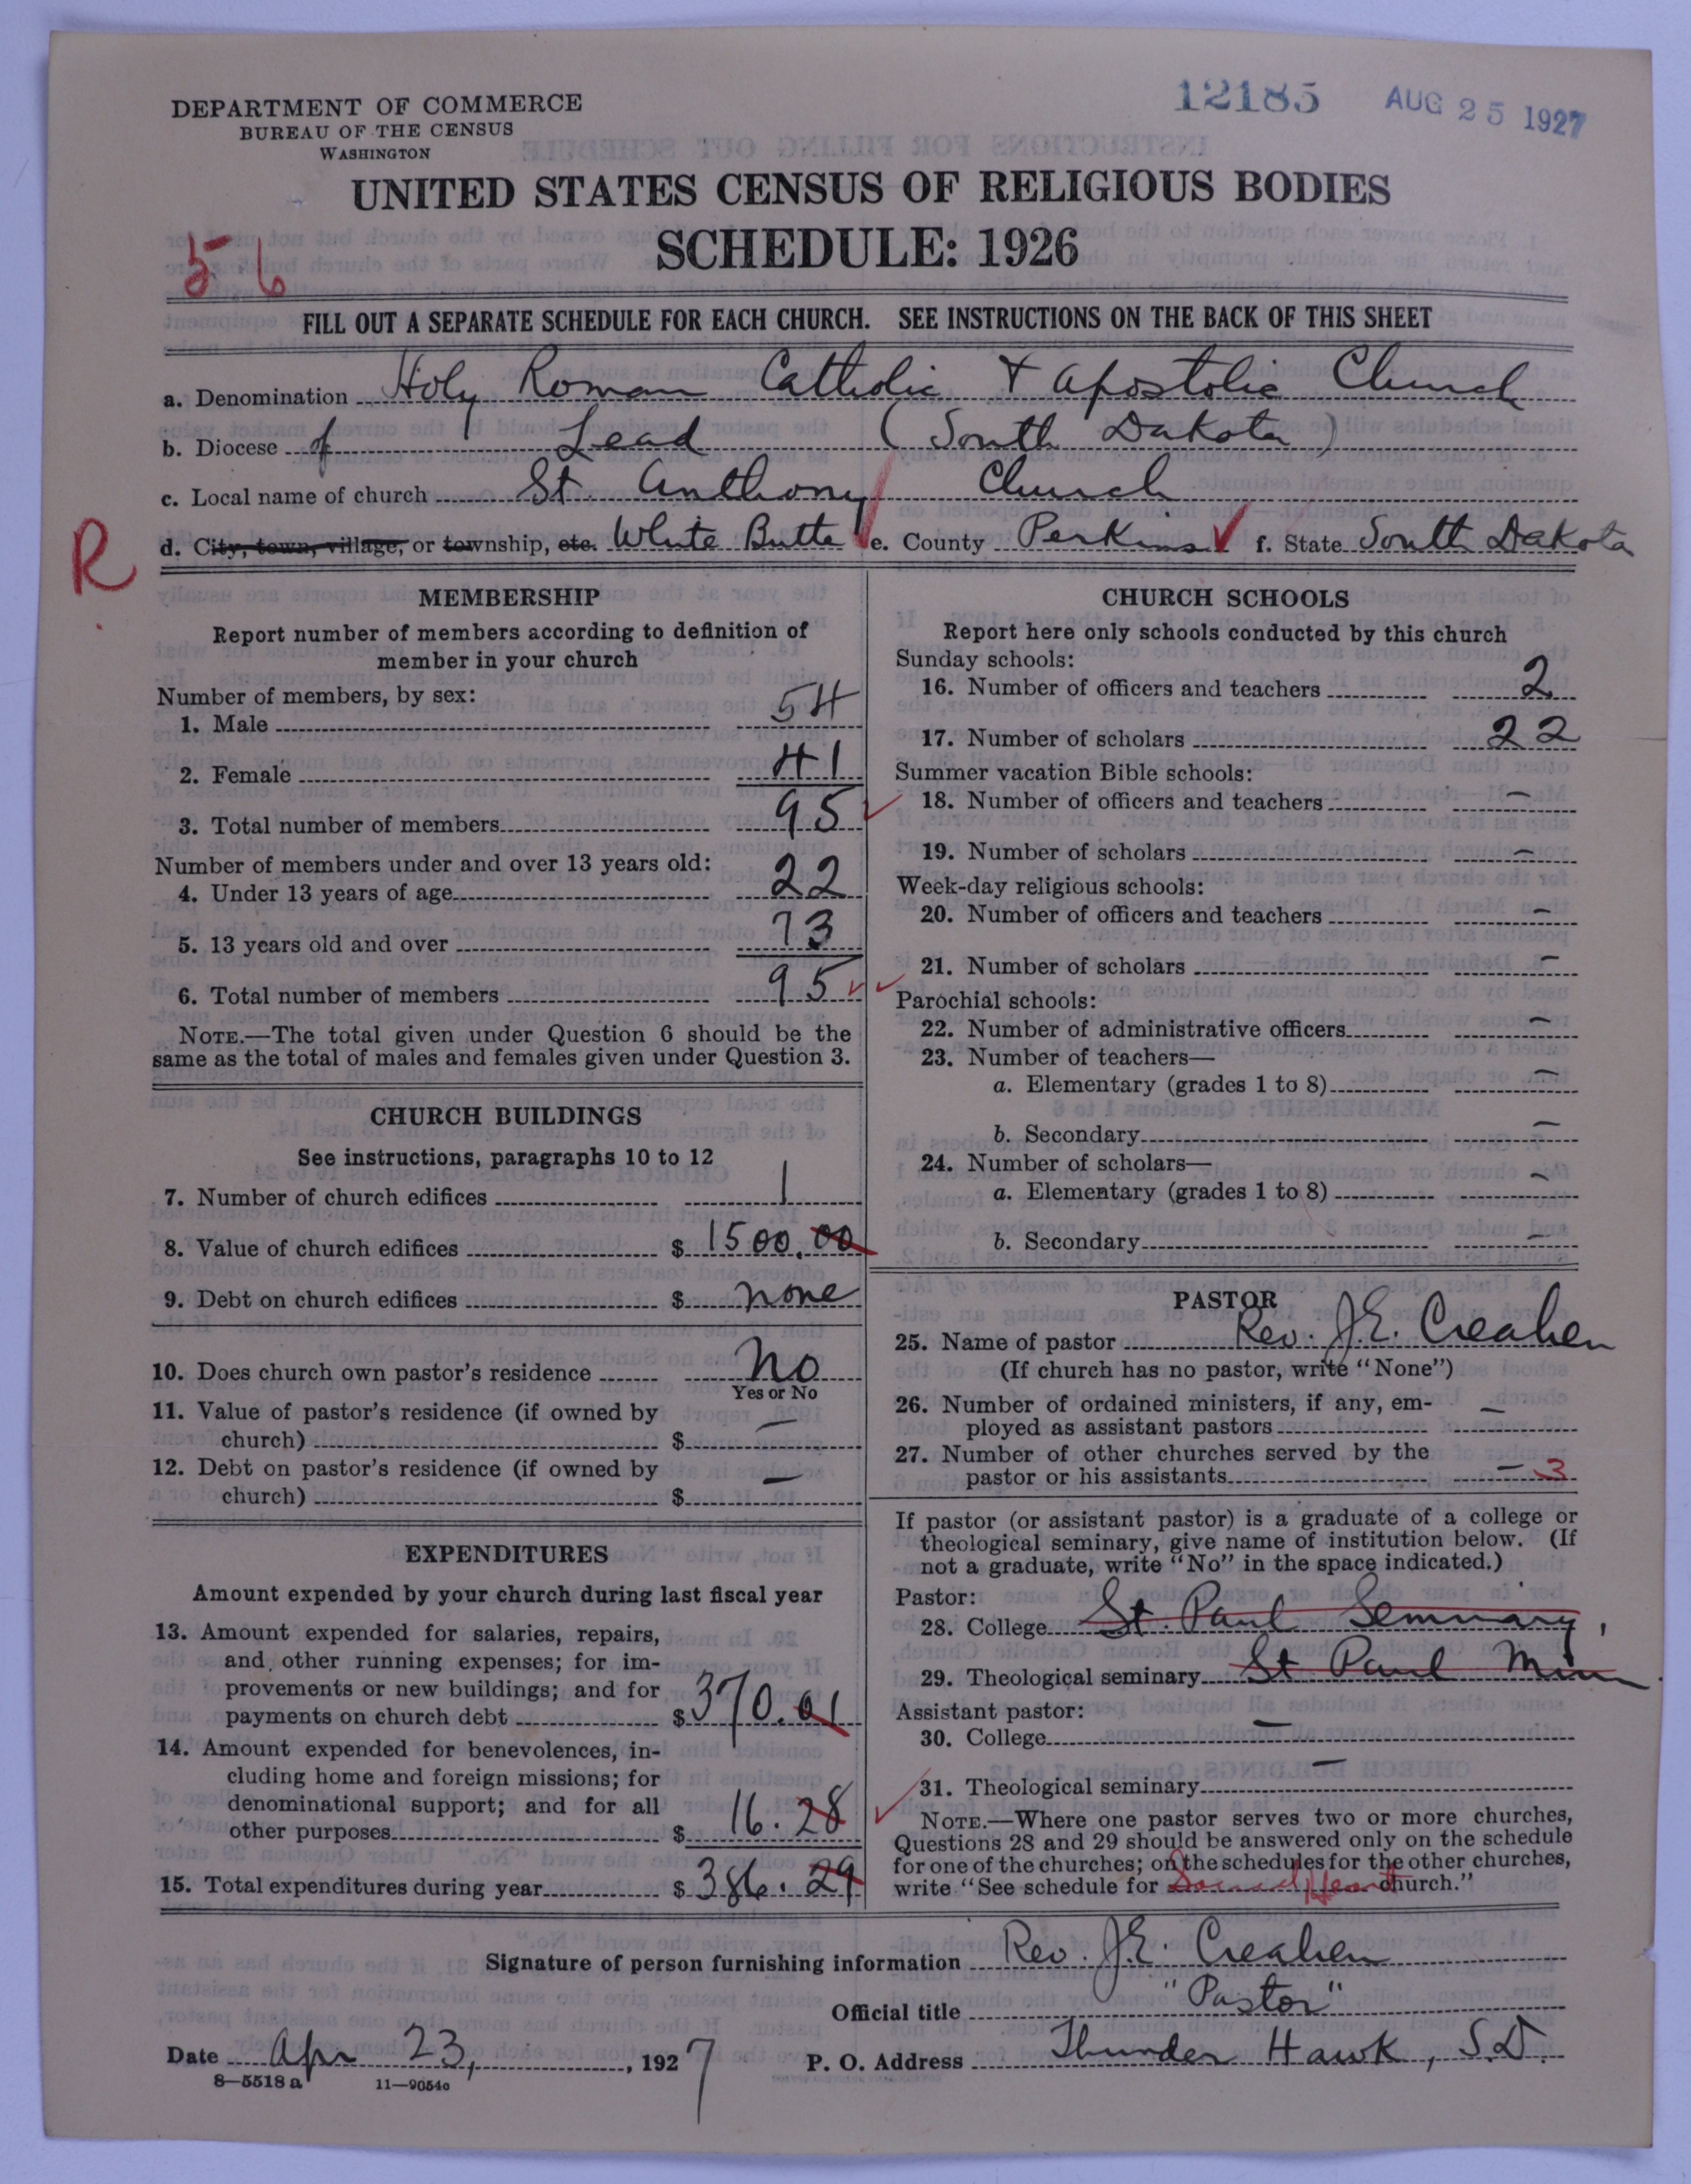 12185 AUG 25 1927
DEPARTMENT OF COMMERCE
BUREAU OF THE CENSUS
WASHINGTON
UNITED STATES CENSUS OF RELIGIOUS BODIES
SCHEDULE: 1926
56
FILL OUT A SEPARATE SCHEDULE FOR EACH CHURCH. SEE INSTRUCTIONS ON THE BACK OF THIS SHEET
a. Denomination Holy Roman Catholic & Apostolic Church
b. Diocese of Lead (South Dakota)
c. Local name of church St. Anthony Church
R
d. City, town, village, or township, etc. White Butte e. County Perkins f. State South Dakota
MEMBERSHIP
Report number of members according to definition of
member in your church
Number of members, by sex:
1. Male 54
2. Female 41
3. Total number of members 95
Number of members under and over 13 years old:
4. Under 13 years of age 22
5. 13 years old and over 73
6. Total number of members 95
NOTE.—The total given under Question 6 should be the
same as the total of males and females given under Question 3.
CHURCH BUILDINGS
See instructions, paragraphs 10 to 12
7. Number of church edifices 1
8. Value of church edifices $ 1500.00
9. Debt on church edifices $ none
10. Does church own pastor's residence No
Yes or No
11. Value of pastor's residence (if owned by
church) $ —
12. Debt on pastor's residence (if owned by
church) $ —
EXPENDITURES
Amount expended by your church during last fiscal year
13. Amount expended for salaries, repairs,
and other running expenses; for im-
provements or new buildings; and for
payments on church debt $ 370.01
14. Amount expended for benevolences, in-
cluding home and foreign missions; for
denominational support; and for all
other purposes $ 16.28
15. Total expenditures during year $ 386.29
CHURCH SCHOOLS
Report here only schools conducted by this church
Sunday schools:
16. Number of officers and teachers 2
17. Number of scholars 22
Summer vacation Bible schools:
18. Number of officers and teachers —
19. Number of scholars —
Week-day religious schools:
20. Number of officers and teachers —
21. Number of scholars —
Parochial schools:
22. Number of administrative officers —
23. Number of teachers—
a. Elementary (grades 1 to 8) —
b. Secondary —
24. Number of scholars—
a. Elementary (grades 1 to 8) —
b. Secondary —
PASTOR
25. Name of pastor Rev. J.E. Creahen
(If church has no pastor, write "None")
26. Number of ordained ministers, if any, em-
ployed as assistant pastors —
27. Number of other churches served by the
pastor or his assistants — 3
If pastor (or assistant pastor) is a graduate of a college or
theological seminary, give name of institution below. (If
not a graduate, write "No" in the space indicated.)
Pastor:
28. College St. Paul Seminary,
29. Theological seminary St Paul Minn.
Assistant pastor:
30. College —
31. Theological seminary —
NOTE.—Where one pastor serves two or more churches,
Questions 28 and 29 should be answered only on the schedule
for one of the churches; on the schedules for the other churches,
write "See schedule for Sacred Heart church."
Signature of person furnishing information Rev. J.E. Creahen
Official title "Pastor"
Date Apr 23, 1927 P. O. Address Thunder Hawk, S.D.
8—5518 a 11—9054c